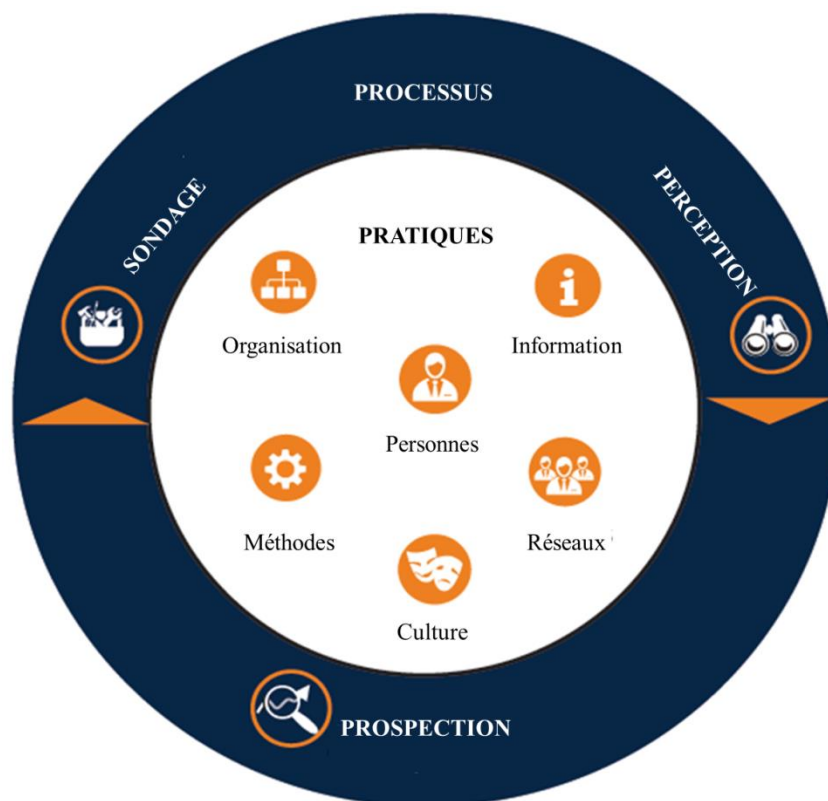 PROCESSUS
SONDAGE
PERCEPTION
PRATIQUES
Organisation
Information
Personnes
Méthodes
Réseaux
Culture
PROSPECTION